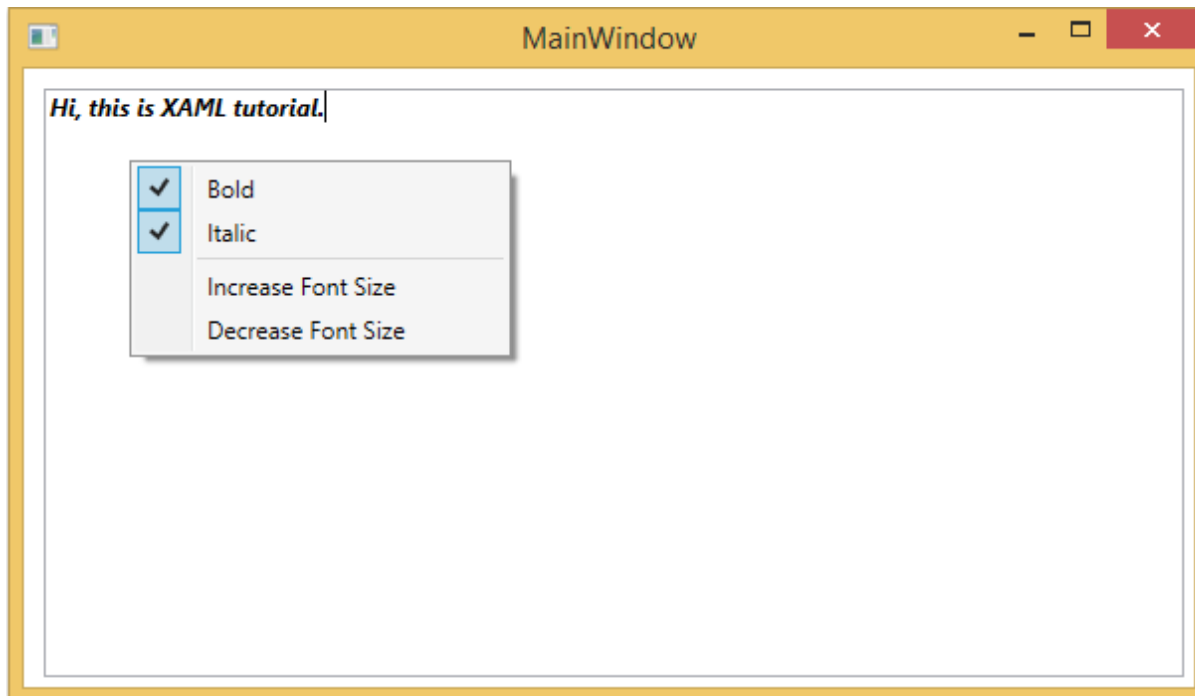 MainWindow
Hi, this is XAML tutorial.
Bold
Italic
Increase Font Size
Decrease Font Size